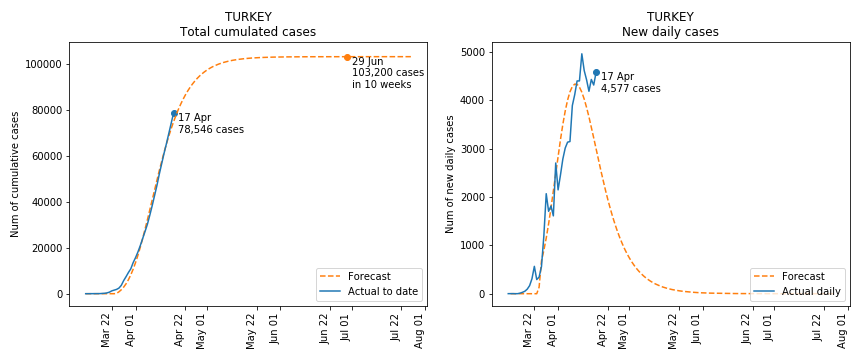 TURKEY
Total cumulated cases
Num of cumulative cases
100000
80000
60000
40000
20000
0
29 Jun
103,200 cases
in 10 weeks
17 Apr
78,546 cases
Forecast
Actual to date
Mar 22
Apr 01
Apr 22
May 01
May 22
Jun 01
Jun 22
Jul 01
Jul 22
Aug 01
TURKEY
New daily cases
Num of new daily cases
5000
4000
3000
2000
1000
0
17 Apr
4,577 cases
Forecast
Actual daily
Mar 22
Apr 01
Apr 22
May 01
May 22
Jun 01
Jun 22
Jul 01
Jul 22
Aug 01